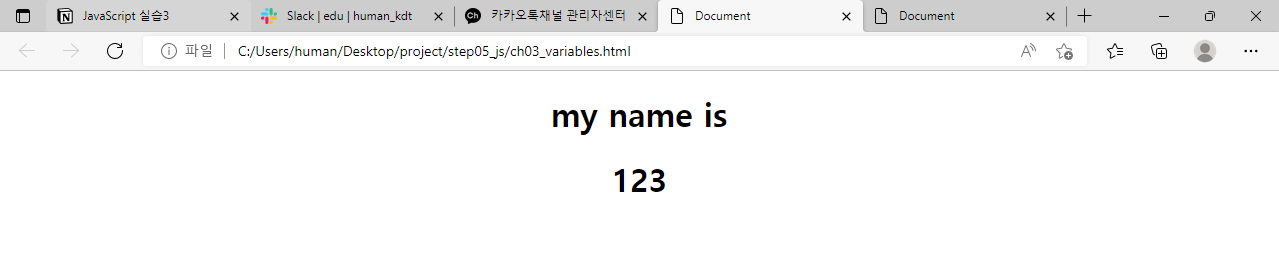 JavaScript 실습3
Slack | edu | human_kdt
Ch
카카오톡채널 관리자센터
Document
Document
파일
C:/Users/human/Desktop/project/step05_js/ch03_variables.html
my name is
123